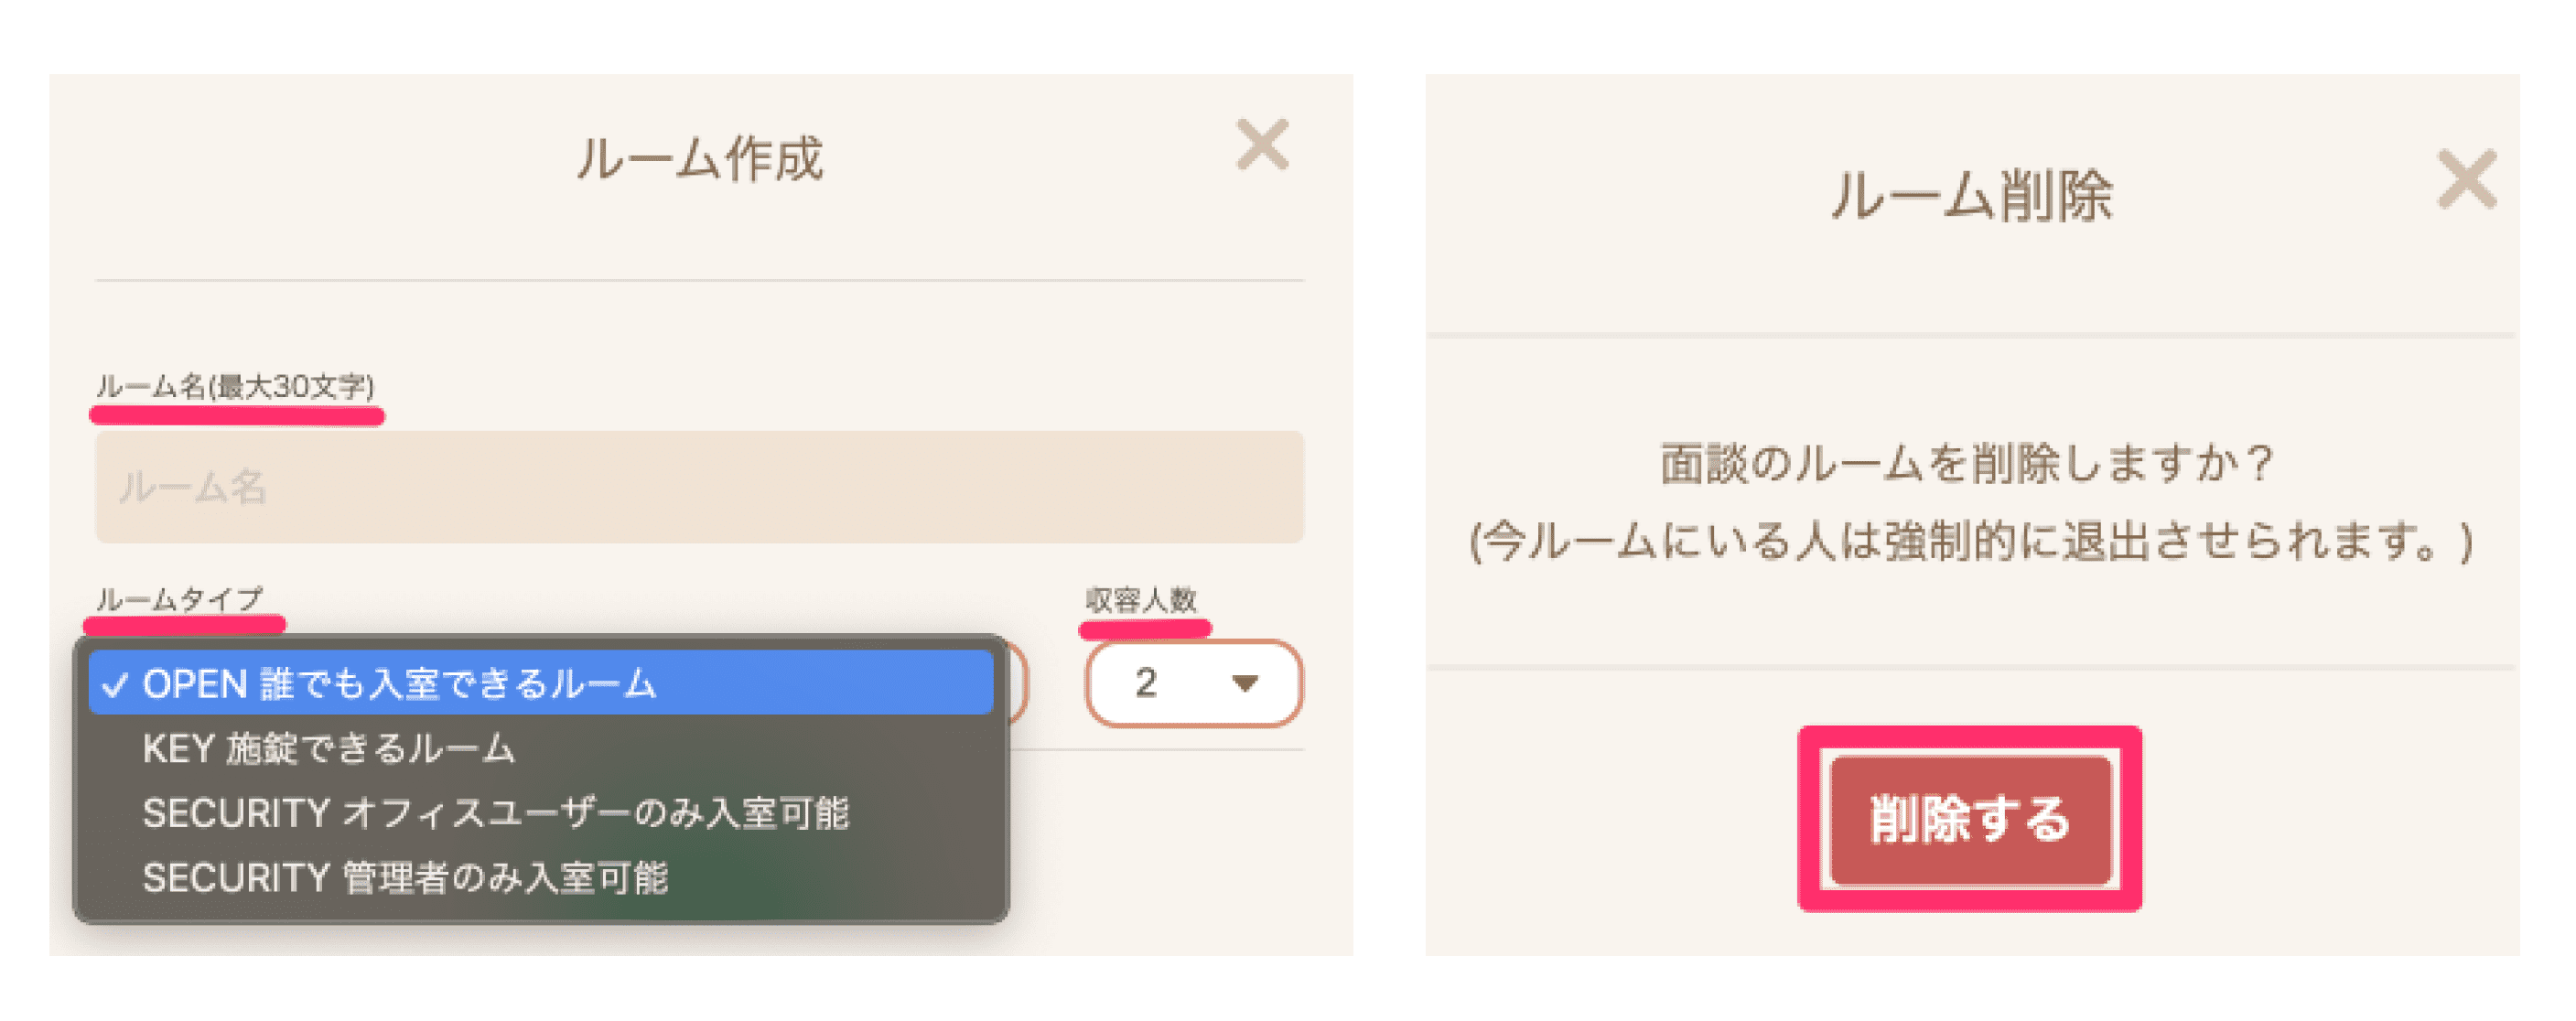 ルーム作成
ルーム名(最大30文字)
ルーム名
ルームタイプ
収容人数
✓ OPEN 誰でも入室できるルーム
2
KEY 施錠できるルーム
SECURITY オフィスユーザーのみ入室可能
SECURITY 管理者のみ入室可能
ルーム削除
面談のルームを削除しますか？
(今ルームにいる人は強制的に退出させられます。)
削除する